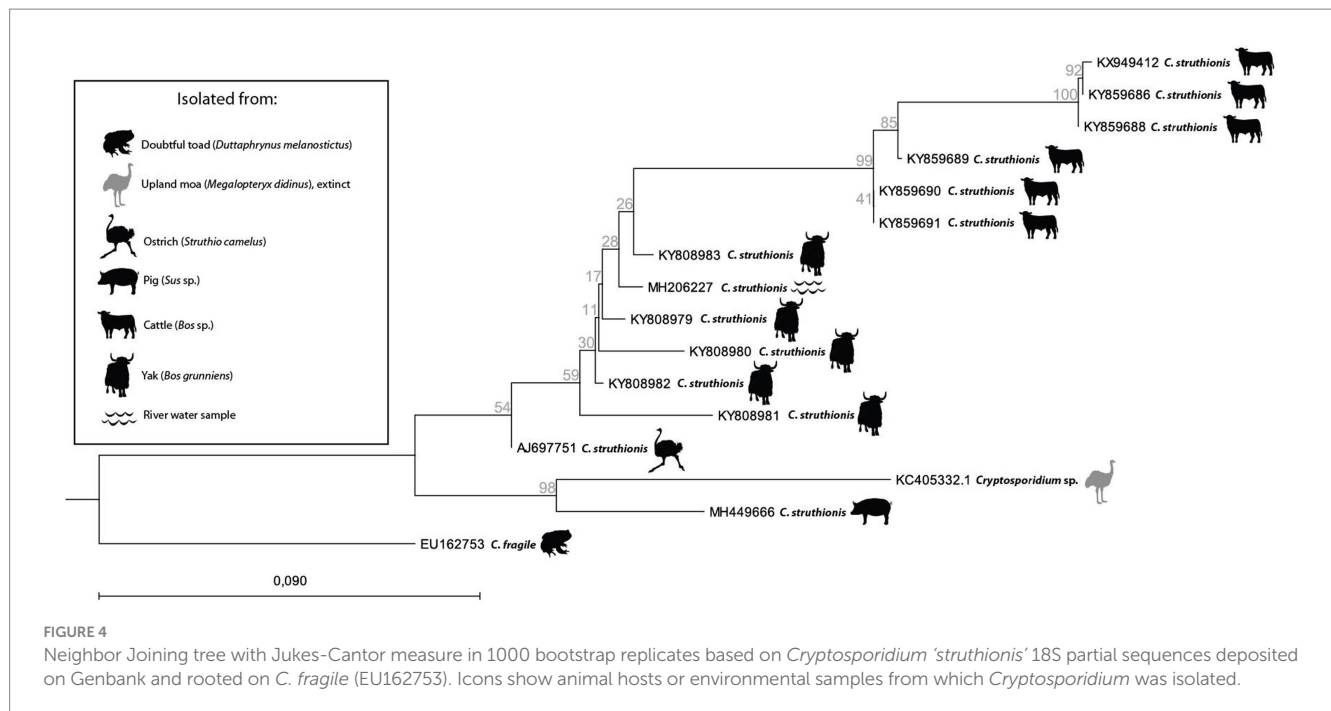 Isolated from:
Doubtful toad (Duttaphrynus melanostictus)
Upland moa (Megalopteryx didinus), extinct
Ostrich (Struthio camelus)
Pig (Sus sp.)
Cattle (Bos sp.)
Yak (Bos grunniens)
River water sample
92
KX949412 C. struthionis
100
KY859686 C. struthionis
KY859688 C. struthionis
85
KY859689 C. struthionis
99
KY859690 C. struthionis
41
KY859691 C. struthionis
26
KY808983 C. struthionis
28
MH206227 C. struthionis
17
KY808979 C. struthionis
11
KY808980 C. struthionis
30
KY808982 C. struthionis
59
KY808981 C. struthionis
54
AJ697751 C. struthionis
KC405332.1 Cryptosporidium sp.
98
MH449666 C. struthionis
EU162753 C. fragile
0,090
FIGURE 4
Neighbor Joining tree with Jukes-Cantor measure in 1000 bootstrap replicates based on Cryptosporidium ‘struthionis’ 18S partial sequences deposited
on Genbank and rooted on C. fragile (EU162753). Icons show animal hosts or environmental samples from which Cryptosporidium was isolated.